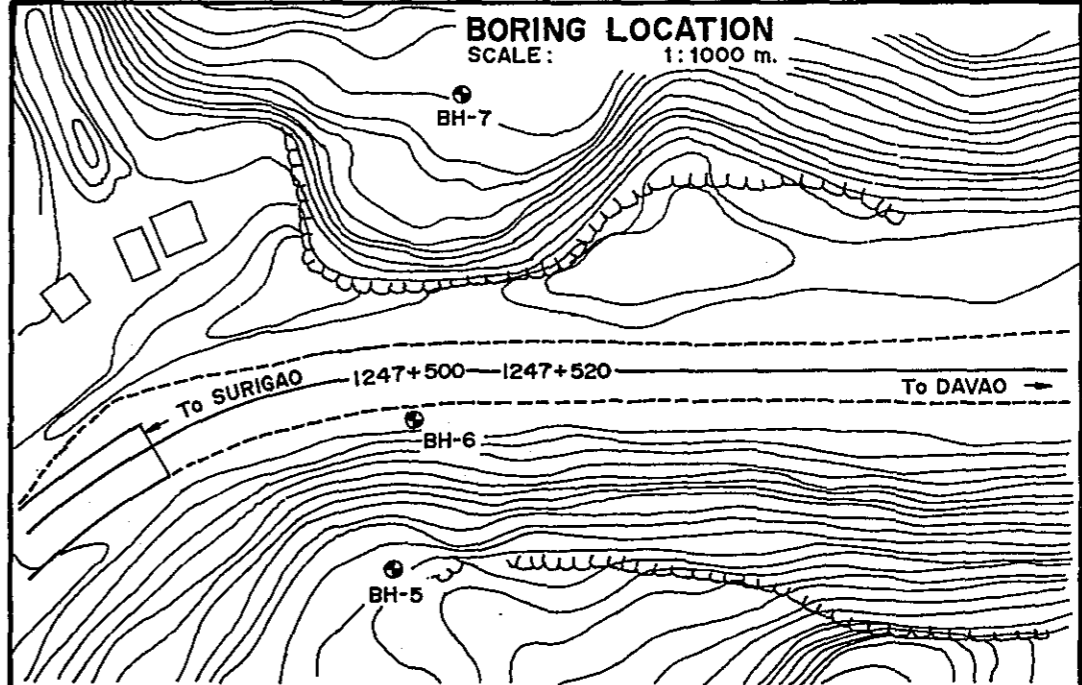 BORING LOCATION
SCALE: 1:1000 m.
BH-7
1247+500 1247+520
To SURIGAO
To DAVAO
BH-6
BH-5